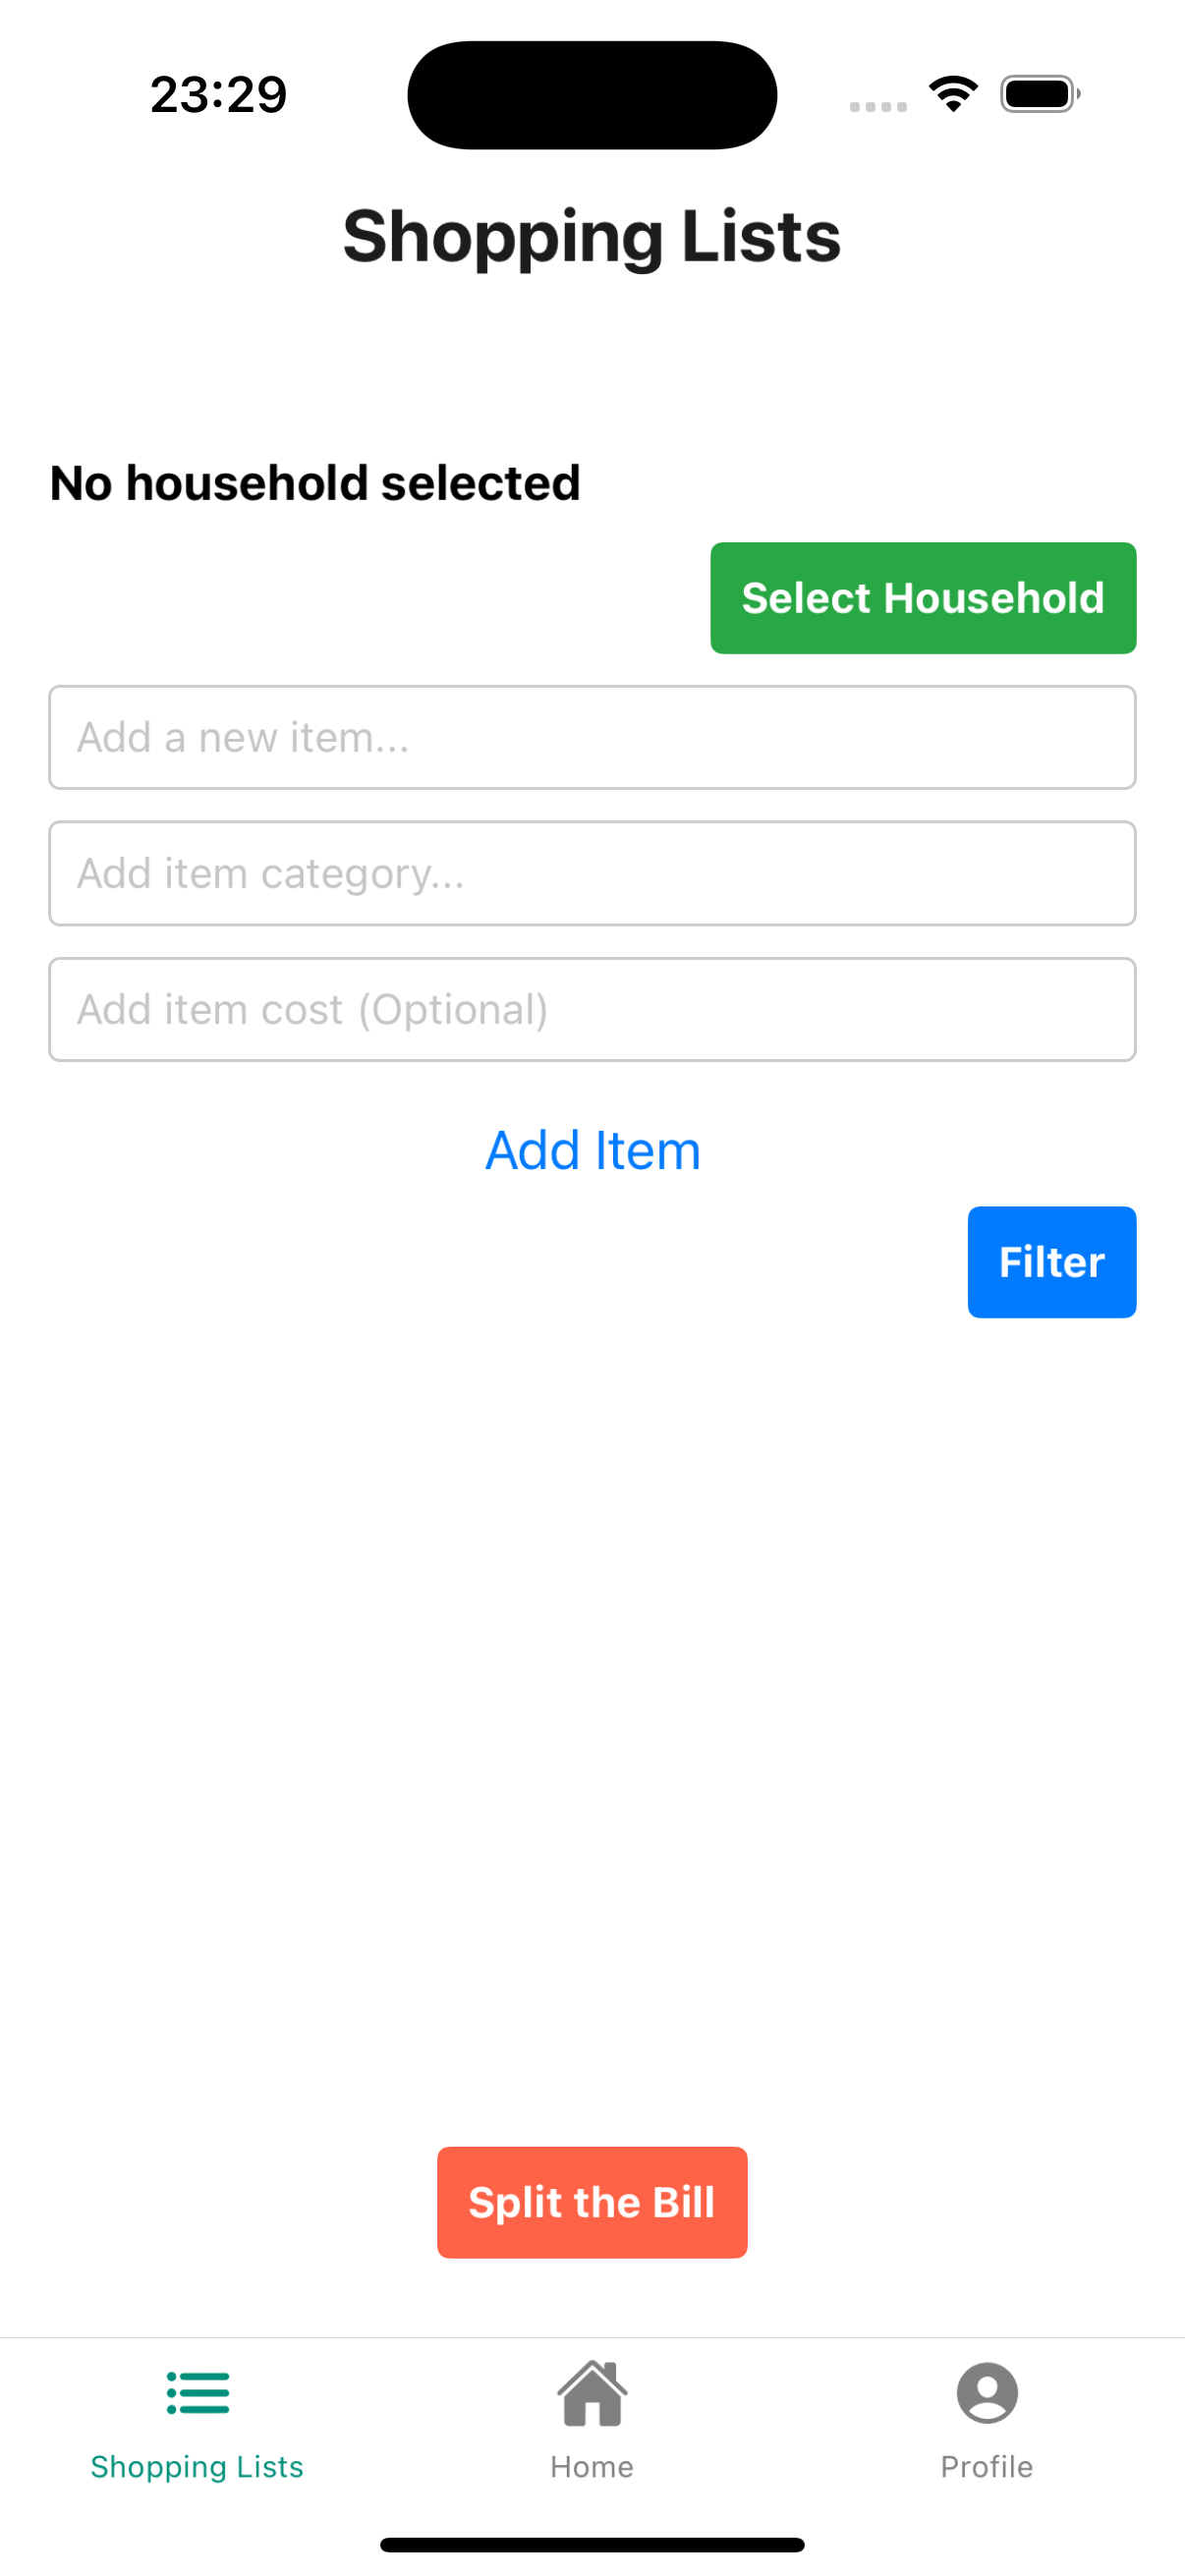 23:29
Shopping Lists
No household selected
Select Household
Add a new item...
Add item category...
Add item cost (Optional)
Add Item
Filter
Split the Bill
Shopping Lists
Home
Profile